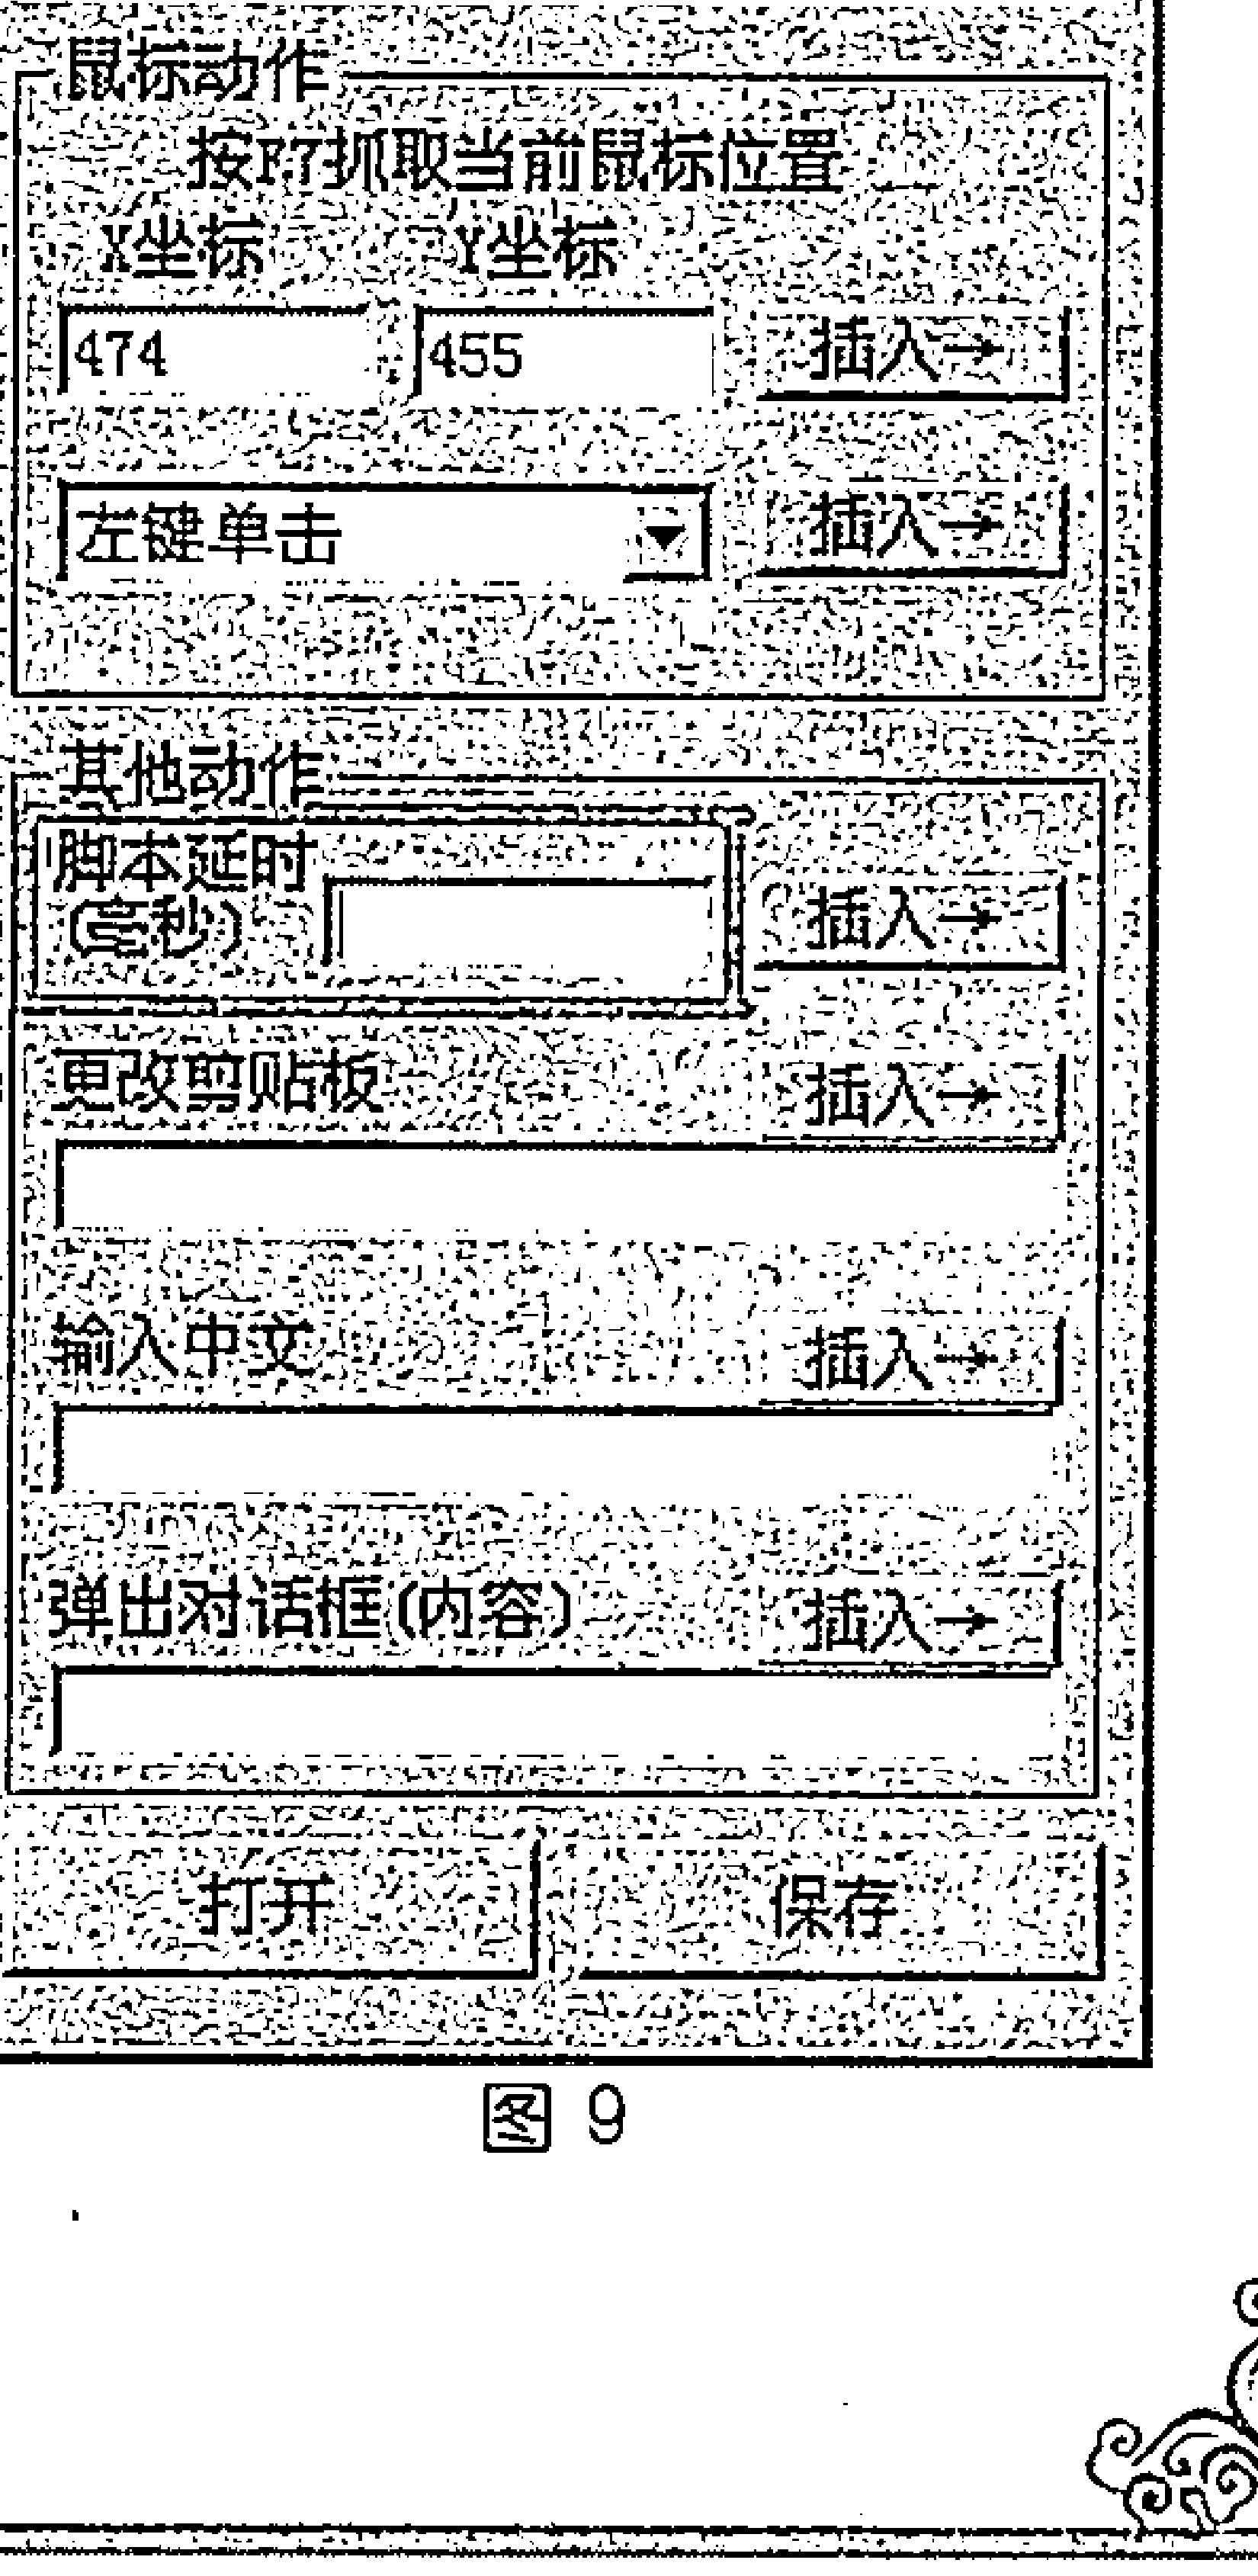 鼠标动作
按F7抓取当前鼠标位置
X坐标 Y坐标
474 455 插入→
左键单击 插入→
其他动作
脚本延时
(毫秒) 插入→
更改剪贴板 插入→
输入中文 插入→
弹出对话框(内容) 插入→
打开 保存
图 9